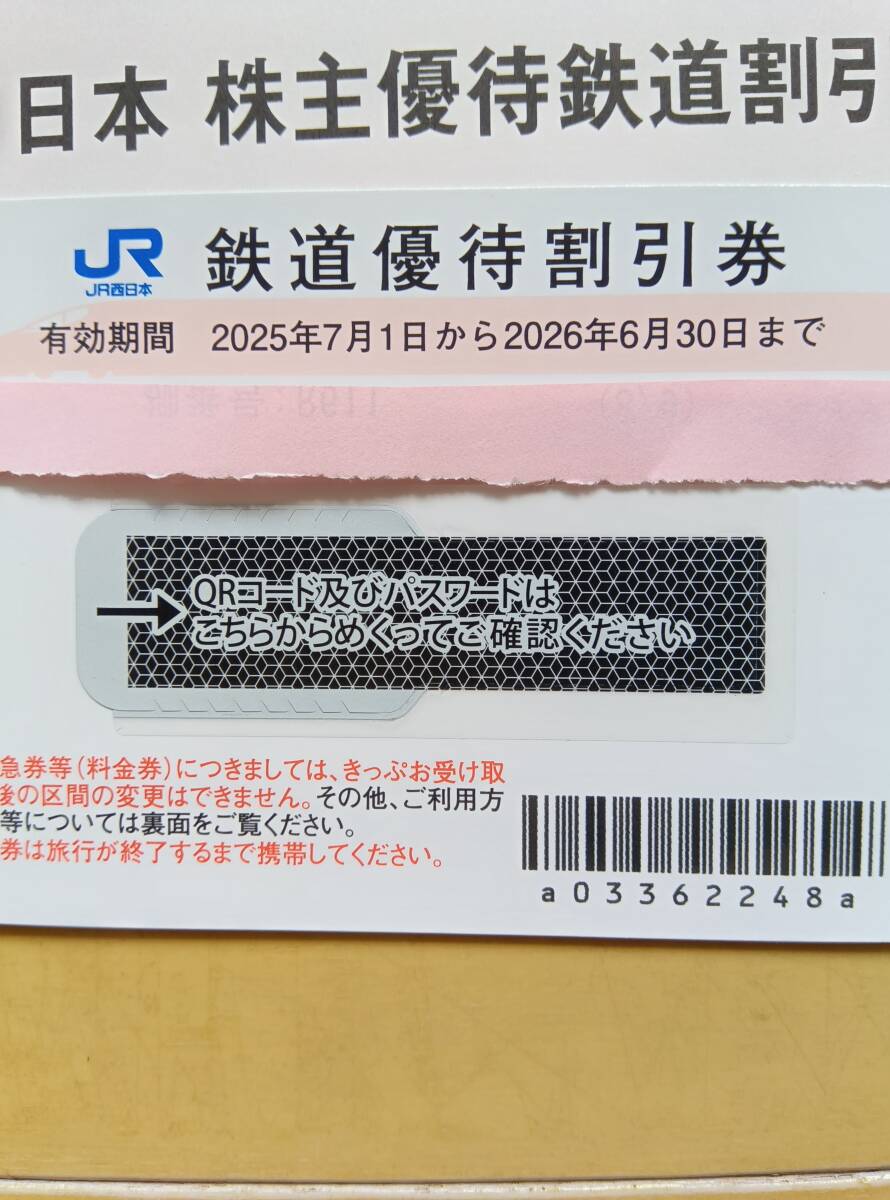 日本 株主優待鉄道割引
JR
JR西日本
鉄道優待割引券
有効期間 2025年7月1日から2026年6月30日まで
QRコード及びパスワードは
こちらからめくってご確認ください
急券等(料金券)につきましては、きっぷお受け取
後の区間の変更はできません。その他、ご利用方
等については裏面をご覧ください。
券は旅行が終了するまで携帯してください。
a03362248a